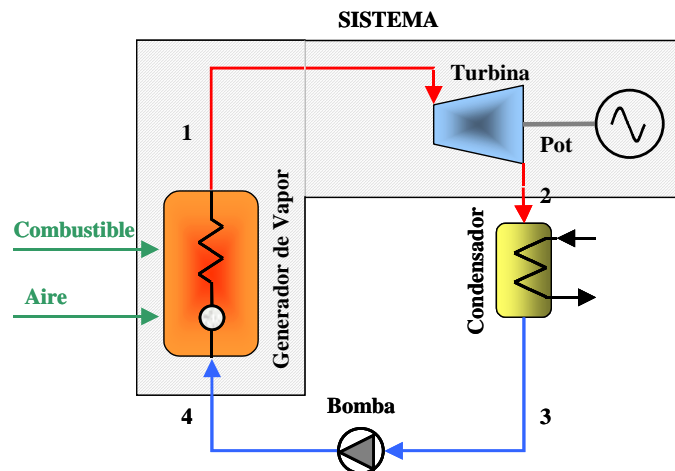 SISTEMA
Turbina
1
Pot
2
Combustible
Generador de Vapor
Condensador
Aire
4
Bomba
3